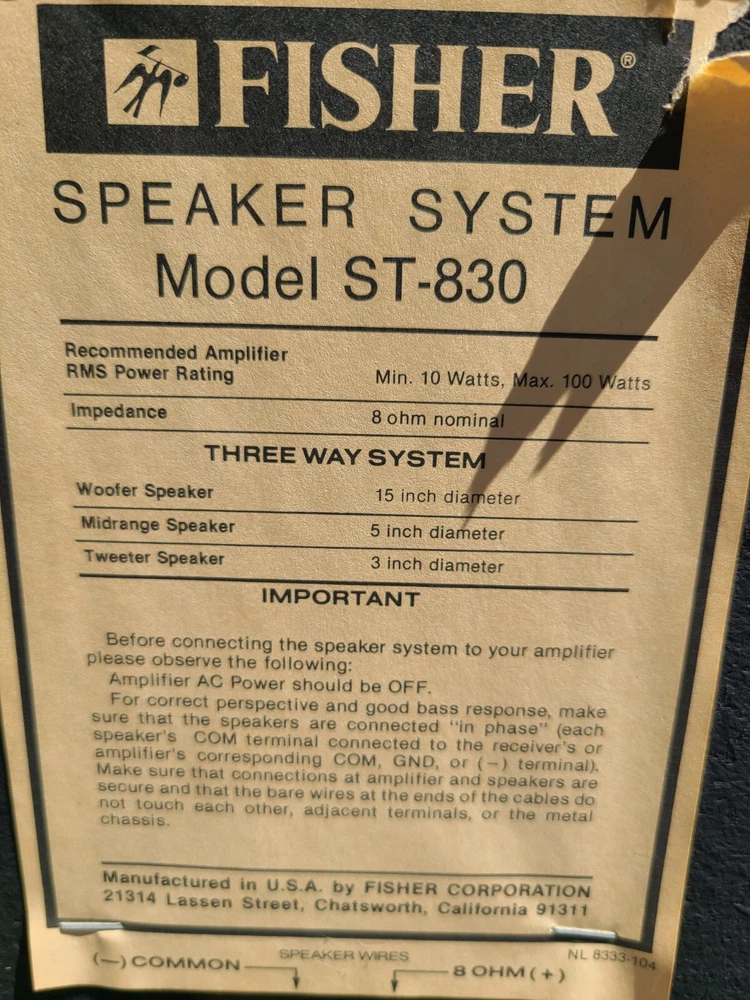 FISHER®
SPEAKER SYSTEM
Model ST-830
Recommended Amplifier
RMS Power Rating Min. 10 Watts, Max. 100 Watts
Impedance 8 ohm nominal
THREE WAY SYSTEM
Woofer Speaker 15 inch diameter
Midrange Speaker 5 inch diameter
Tweeter Speaker 3 inch diameter
IMPORTANT
Before connecting the speaker system to your amplifier
please observe the following:
Amplifier AC Power should be OFF.
For correct perspective and good bass response, make
sure that the speakers are connected "in phase" (each
speaker's COM terminal connected to the receiver's or
amplifier's corresponding COM, GND, or (−) terminal).
Make sure that connections at amplifier and speakers are
secure and that the bare wires at the ends of the cables do
not touch each other, adjacent terminals, or the metal
chassis.
Manufactured in U.S.A. by FISHER CORPORATION
21314 Lassen Street, Chatsworth, California 91311
SPEAKER WIRES NL 8333-104
(−) COMMON 8 OHM (+)